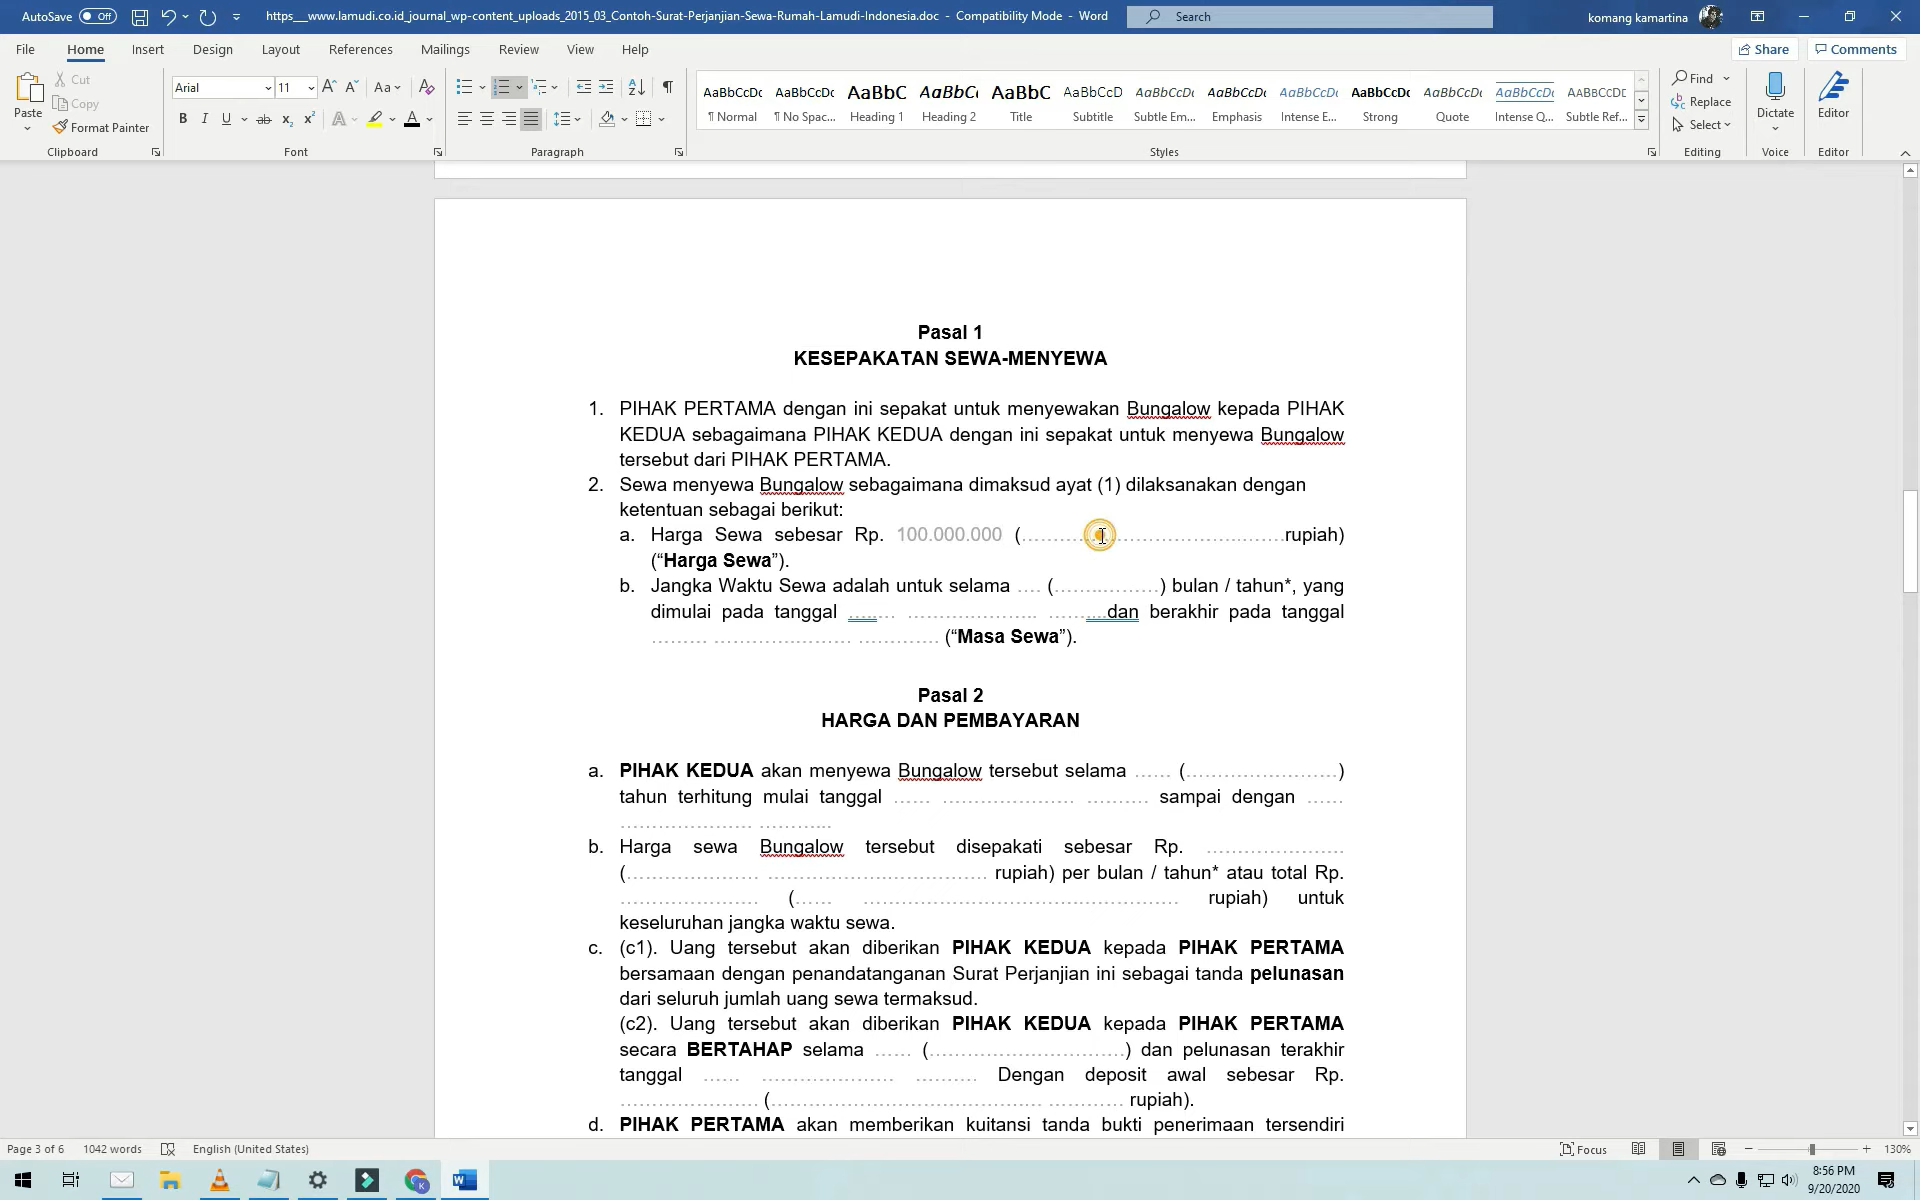 AutoSave Off https___www.lamudi.co.id_journal_wp-content_uploads_2015_03_Contoh-Surat-Perjanjian-Sewa-Rumah-Lamudi-Indonesia.doc - Compatibility Mode - Word Search komang kamartina
File Home Insert Design Layout References Mailings Review View Help Share Comments
Paste Cut Copy Format Painter
Arial 11 Aa
AaBbCcDc AaBbCcDc AaBbC AaBbC AaBbC AaBbCcD AaBbCcDc AaBbCcDc AaBbCcDc AaBbCcDc AaBbCcDc AaBbCcDc AABBCCDE
¶ Normal ¶ No Spac... Heading 1 Heading 2 Title Subtitle Subtle Em... Emphasis Intense E... Strong Quote Intense Q... Subtle Ref...
Find Replace Select Dictate Editor
Clipboard Font Paragraph Styles Editing Voice Editor
Pasal 1
KESEPAKATAN SEWA-MENYEWA
1. PIHAK PERTAMA dengan ini sepakat untuk menyewakan Bungalow kepada PIHAK
KEDUA sebagaimana PIHAK KEDUA dengan ini sepakat untuk menyewa Bungalow
tersebut dari PIHAK PERTAMA.
2. Sewa menyewa Bungalow sebagaimana dimaksud ayat (1) dilaksanakan dengan
ketentuan sebagai berikut:
a. Harga Sewa sebesar Rp. 100.000.000 (………………………………………rupiah)
(“Harga Sewa”).
b. Jangka Waktu Sewa adalah untuk selama …. (………………) bulan / tahun*, yang
dimulai pada tanggal ……. ………………….. ……….dan berakhir pada tanggal
……… ………………… ………… (“Masa Sewa”).
Pasal 2
HARGA DAN PEMBAYARAN
a. PIHAK KEDUA akan menyewa Bungalow tersebut selama …… (……………………)
tahun terhitung mulai tanggal …… ………………… ……… sampai dengan ……
………………… ………..
b. Harga sewa Bungalow tersebut disepakati sebesar Rp. …………………
(………………… ……………………………… rupiah) per bulan / tahun* atau total Rp.
………………… (…… …………………………………………… rupiah) untuk
keseluruhan jangka waktu sewa.
c. (c1). Uang tersebut akan diberikan PIHAK KEDUA kepada PIHAK PERTAMA
bersamaan dengan penandatanganan Surat Perjanjian ini sebagai tanda pelunasan
dari seluruh jumlah uang sewa termaksud.
(c2). Uang tersebut akan diberikan PIHAK KEDUA kepada PIHAK PERTAMA
secara BERTAHAP selama …… (…………………………) dan pelunasan terakhir
tanggal …… ………………… ……… Dengan deposit awal sebesar Rp.
………………… (…………………………………… ………… rupiah).
d. PIHAK PERTAMA akan memberikan kuitansi tanda bukti penerimaan tersendiri
Page 3 of 6 1042 words English (United States) Focus 130%
8:56 PM
9/20/2020